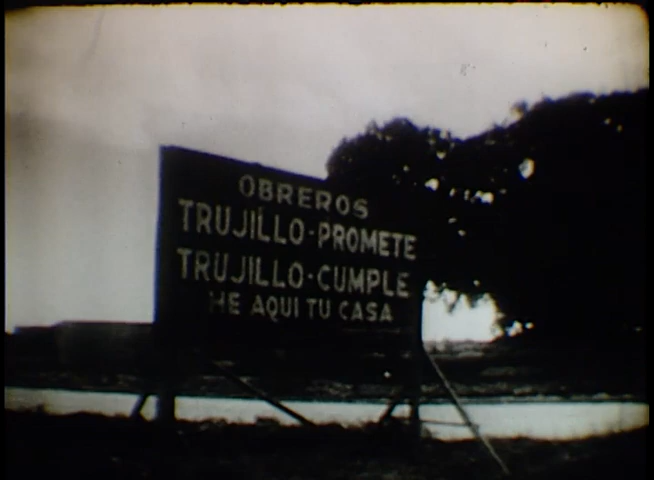 OBREROS
TRUJILLO-PROMETE
TRUJILLO-CUMPLE
HE AQUI TU CASA